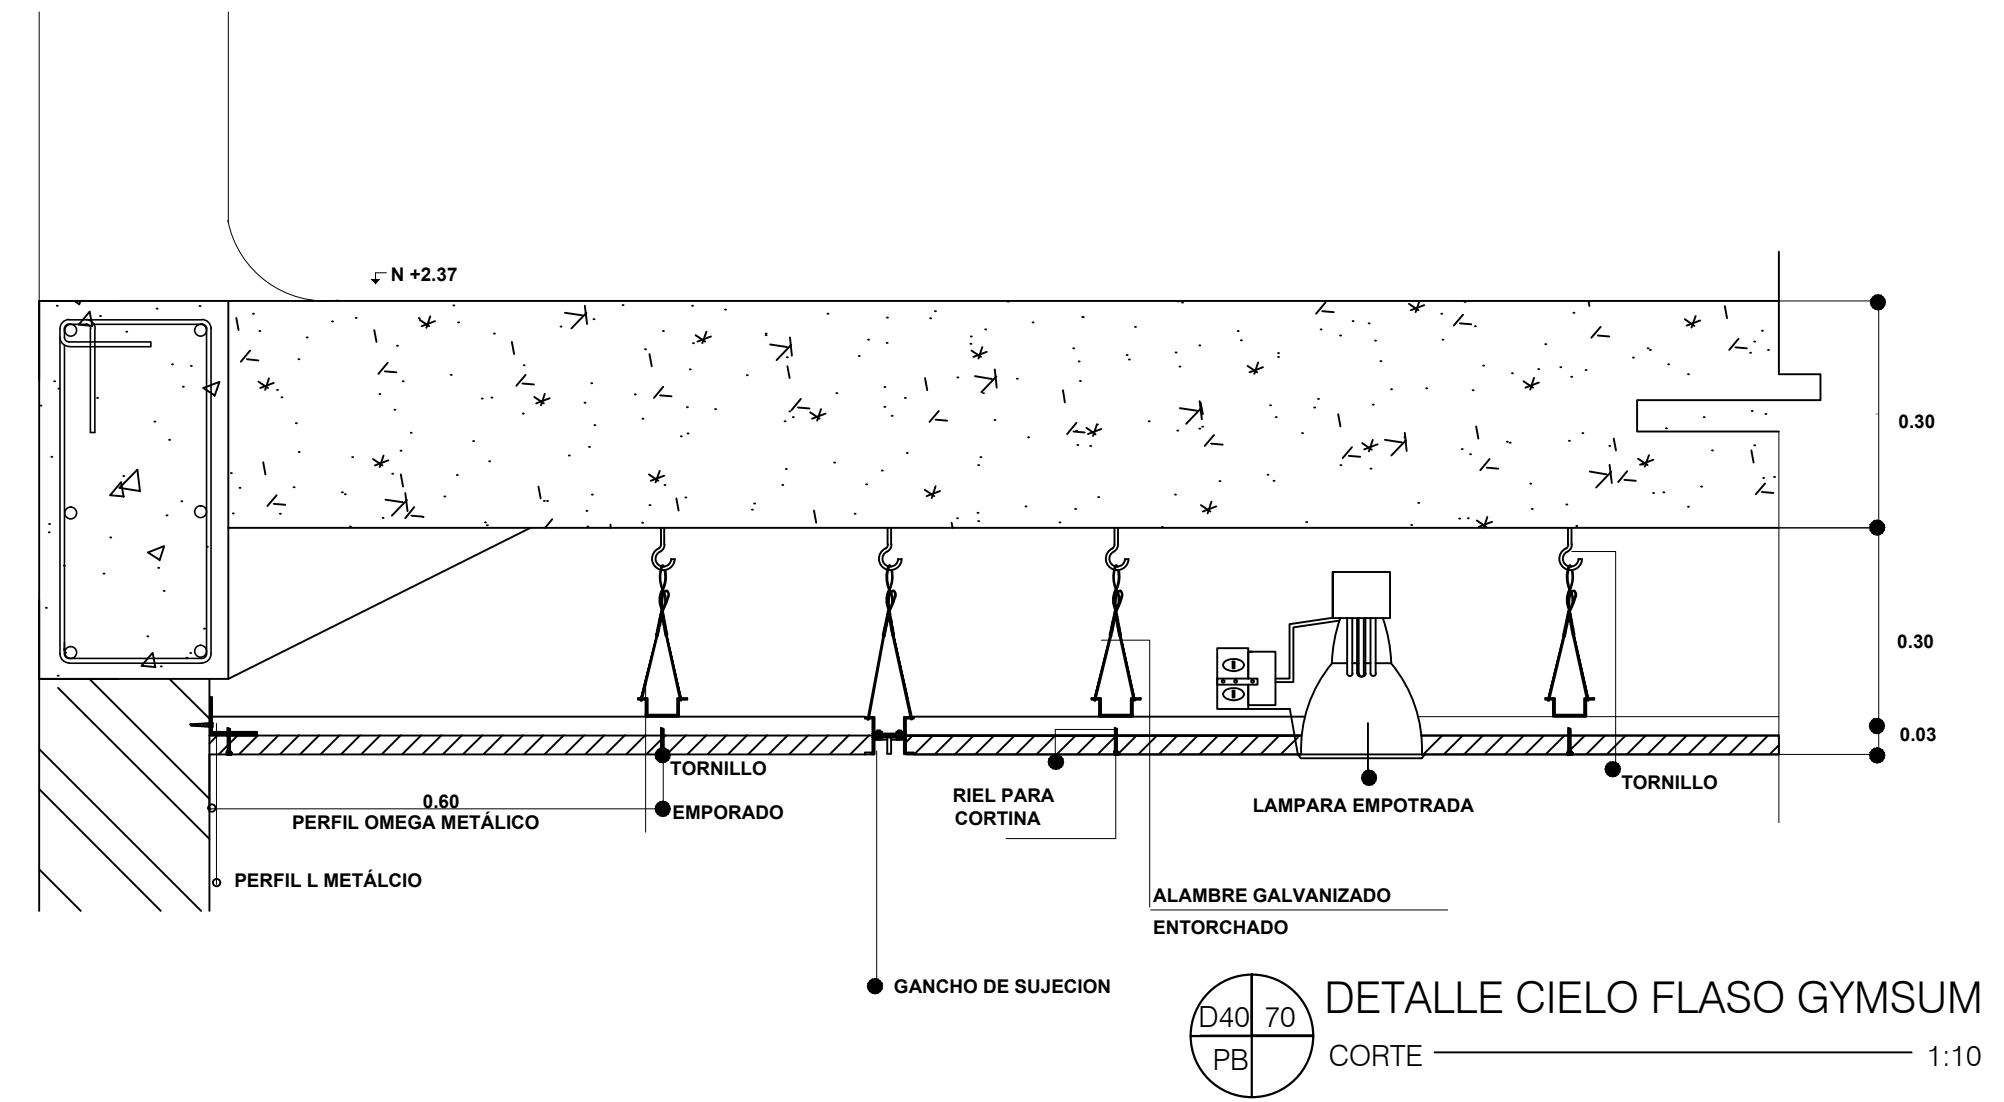 N +2.37
0.30
0.30
0.03
TORNILLO
0.60
EMPORADO
PERFIL OMEGA METÁLICO
PERFIL L METÁLCIO
RIEL PARA
CORTINA
LAMPARA EMPOTRADA
TORNILLO
ALAMBRE GALVANIZADO
ENTORCHADO
GANCHO DE SUJECION
D40 70
PB
DETALLE CIELO FLASO GYMSUM
CORTE 1:10